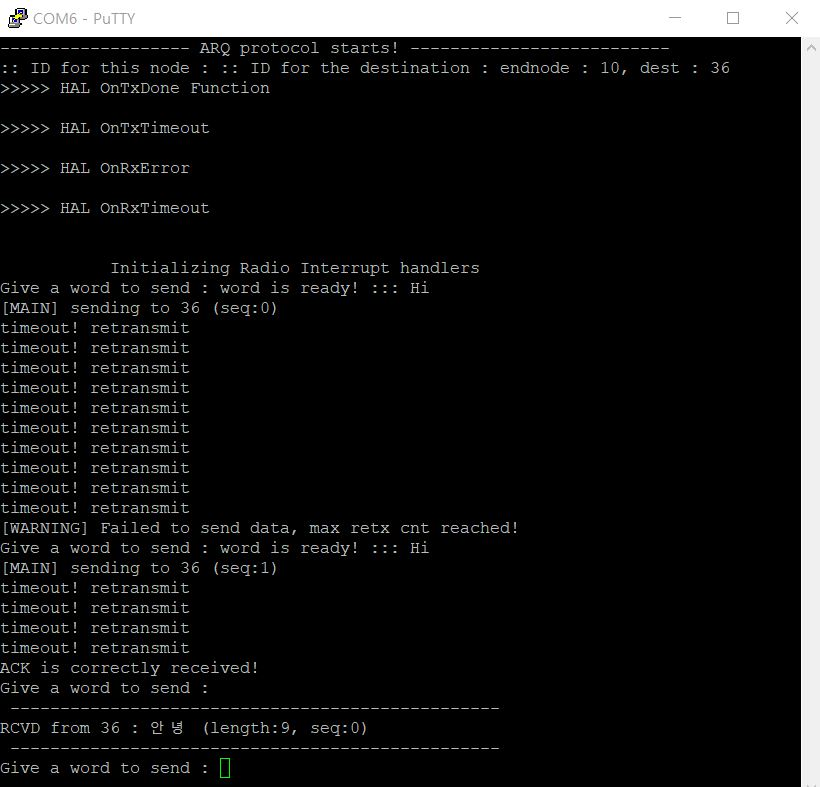 COM6 - PuTTY
------------------- ARQ protocol starts! --------------------------
:: ID for this node : :: ID for the destination : endnode : 10, dest : 36
>>>>> HAL OnTxDone Function
>>>>> HAL OnTxTimeout
>>>>> HAL OnRxError
>>>>> HAL OnRxTimeout
Initializing Radio Interrupt handlers
Give a word to send : word is ready! ::: Hi
[MAIN] sending to 36 (seq:0)
timeout! retransmit
timeout! retransmit
timeout! retransmit
timeout! retransmit
timeout! retransmit
timeout! retransmit
timeout! retransmit
timeout! retransmit
timeout! retransmit
timeout! retransmit
[WARNING] Failed to send data, max retx cnt reached!
Give a word to send : word is ready! ::: Hi
[MAIN] sending to 36 (seq:1)
timeout! retransmit
timeout! retransmit
timeout! retransmit
timeout! retransmit
ACK is correctly received!
Give a word to send :
-------------------------------------------------
RCVD from 36 : 안녕 (length:9, seq:0)
-------------------------------------------------
Give a word to send :